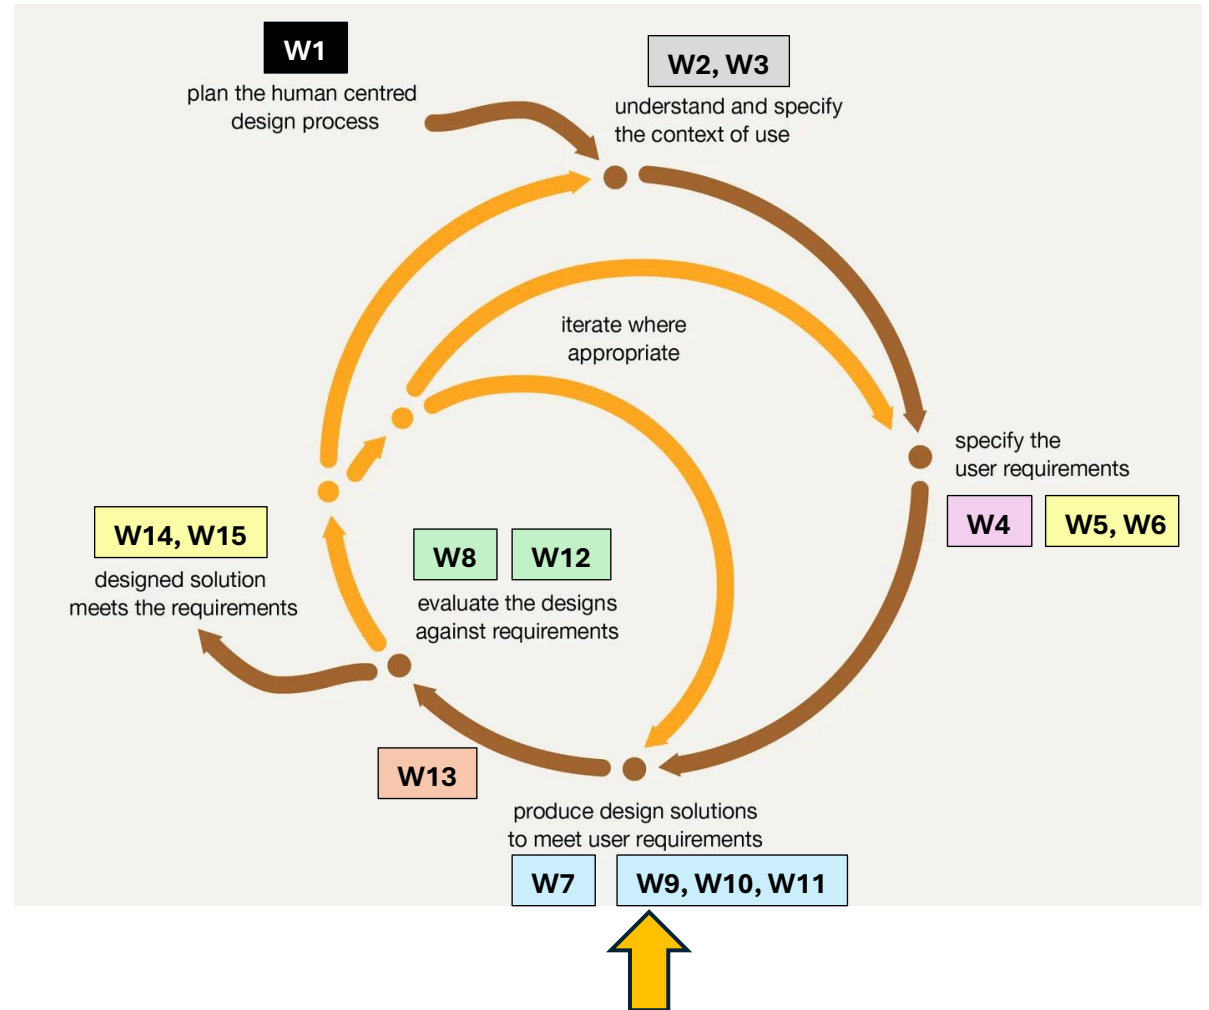 W1
plan the human centred
design process
W2, W3
understand and specify
the context of use
iterate where
appropriate
specify the
user requirements
W4
W5, W6
W14, W15
designed solution
meets the requirements
W8
W12
evaluate the designs
against requirements
W13
produce design solutions
to meet user requirements
W7
W9, W10, W11